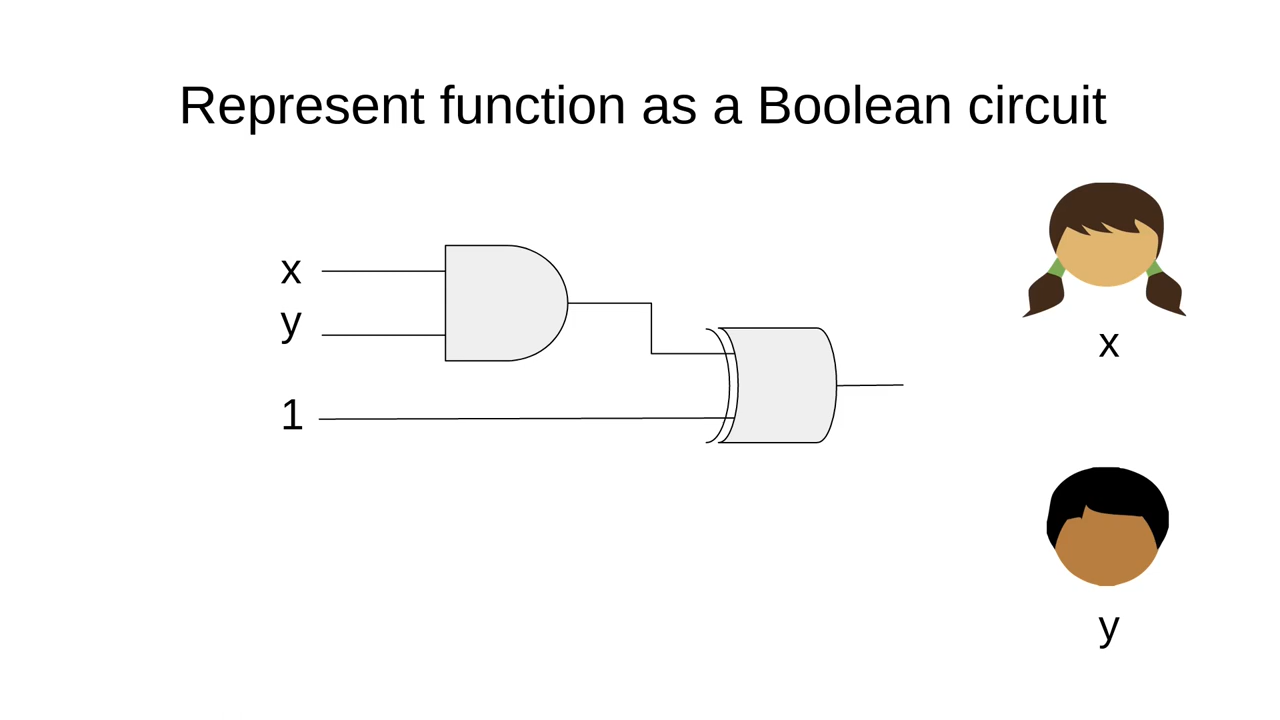 Represent function as a Boolean circuit
x
y
1
x
y